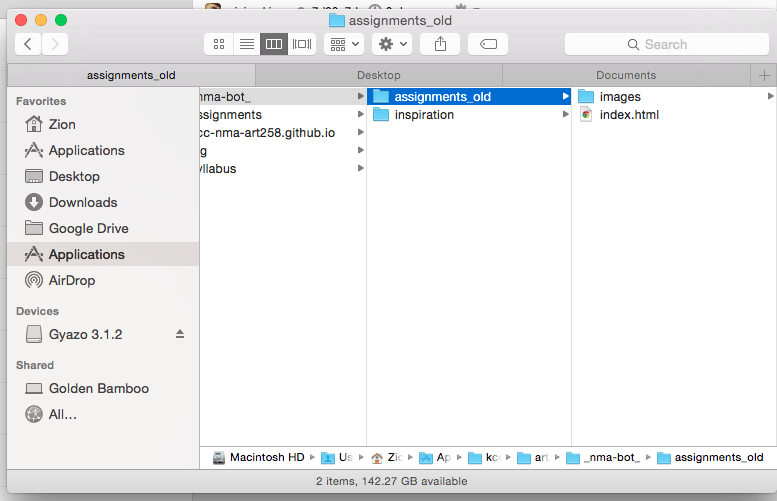 assignments_old
Search
assignments_old
Desktop
Documents
Favorites
Zion
Applications
Desktop
Downloads
Google Drive
Applications
AirDrop
Devices
Gyazo 3.1.2
Shared
Golden Bamboo
All...
nma-bot_
ssignments
cc-nma-art258.github.io
yllabus
assignments_old
inspiration
images
index.html
Macintosh HD Us Zic Ap kcc art _nma-bot_ assignments_old
2 items, 142.27 GB available